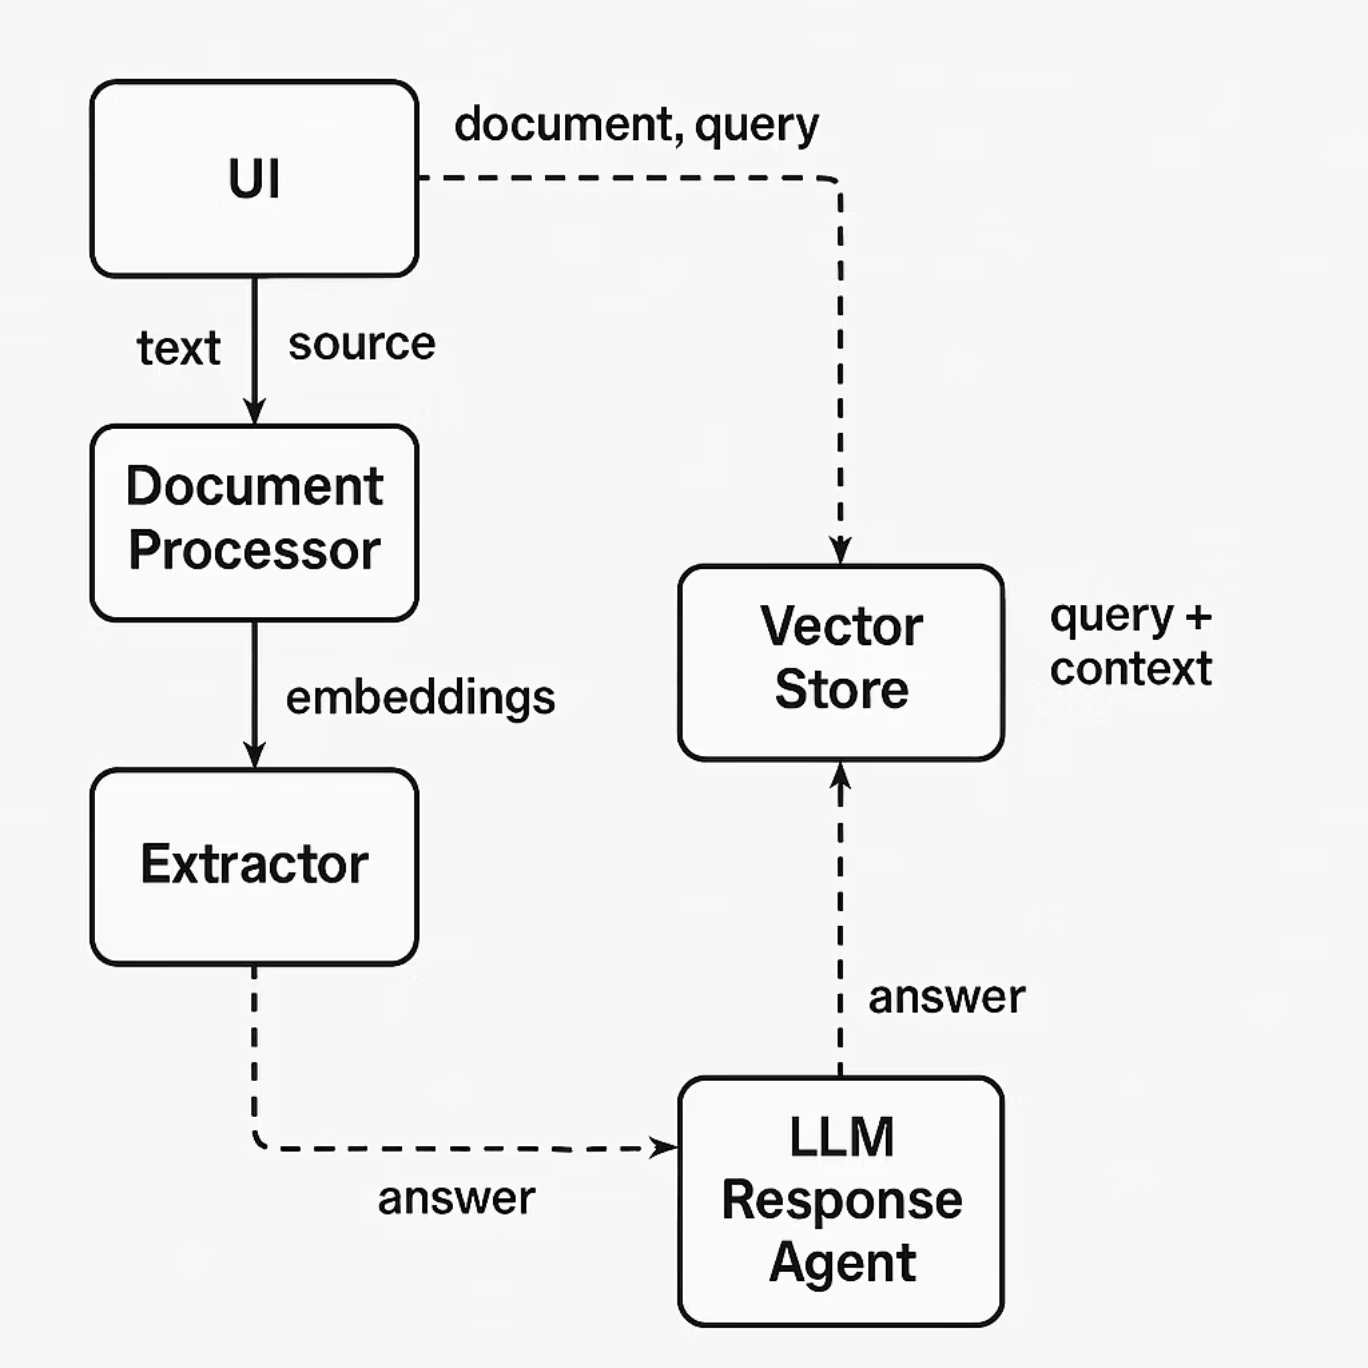 UI
document, query
text
source
Document
Processor
embeddings
Vector
Store
query +
context
Extractor
answer
answer
LLM
Response
Agent